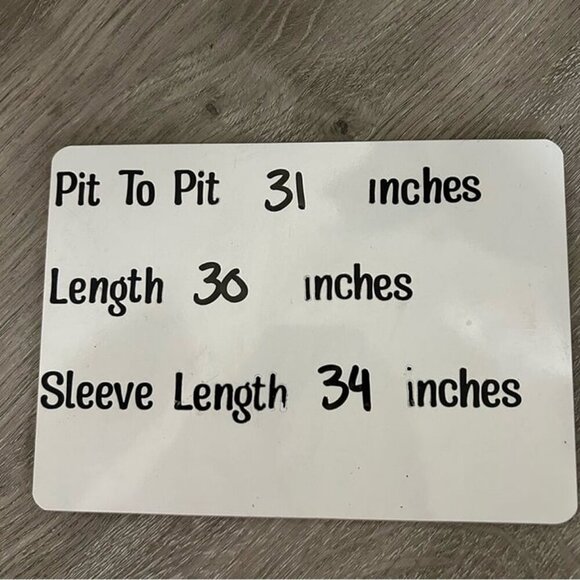 Pit To Pit 31 inches
Length 30 inches
Sleeve Length 34 inches